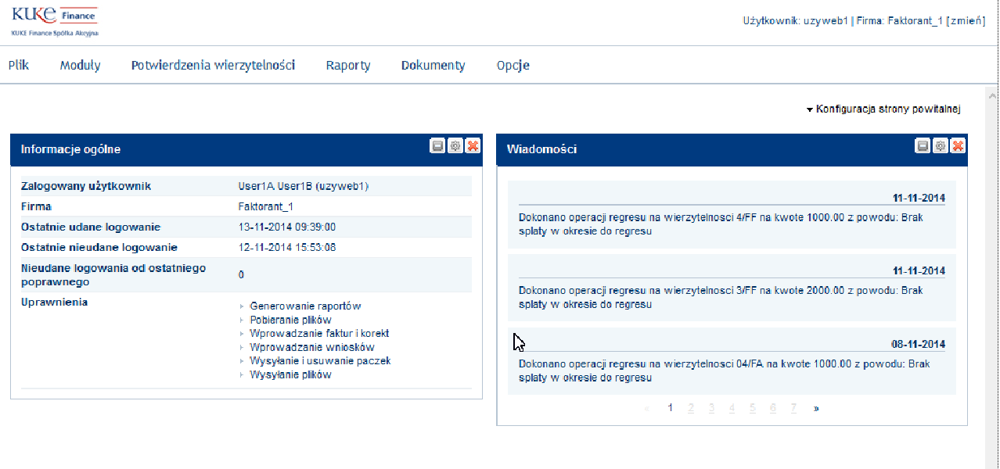 KUKE Finance
KUKE Finance Spółka Akcyjna
Użytkownik: uzyweb1 | Firma: Faktorant_1 [zmień]
Plik Moduły Potwierdzenia wierzytelności Raporty Dokumenty Opcje
Konfiguracja strony powitalnej
Informacje ogólne
Zalogowany użytkownik User1A User1B (uzyweb1)
Firma Faktorant_1
Ostatnie udane logowanie 13-11-2014 09:39:00
Ostatnie nieudane logowanie 12-11-2014 15:53:08
Nieudane logowania od ostatniego
poprawnego 0
Uprawnienia
Generowanie raportów
Pobieranie plików
Wprowadzanie faktur i korekt
Wprowadzanie wniosków
Wysyłanie i usuwanie paczek
Wysyłanie plików
Wiadomości
11-11-2014
Dokonano operacji regresu na wierzytelnosci 4/FF na kwote 1000.00 z powodu: Brak
splaty w okresie do regresu
11-11-2014
Dokonano operacji regresu na wierzytelnosci 3/FF na kwote 2000.00 z powodu: Brak
splaty w okresie do regresu
08-11-2014
Dokonano operacji regresu na wierzytelnosci 04/FA na kwote 1000.00 z powodu: Brak
splaty w okresie do regresu
« 1 2 3 4 5 6 7 »